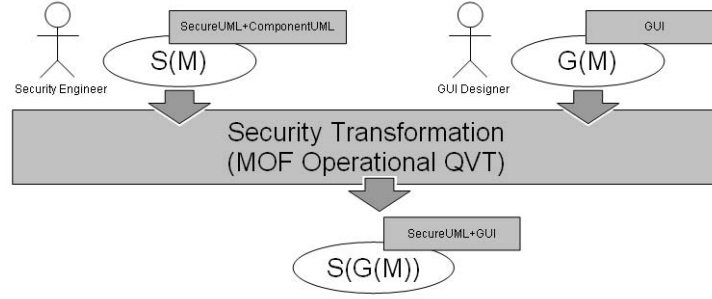 SecureUML+ComponentUML
S(M)
Security Engineer
GUI
G(M)
GUI Designer
Security Transformation
(MOF Operational QVT)
SecureUML+GUI
S(G(M))